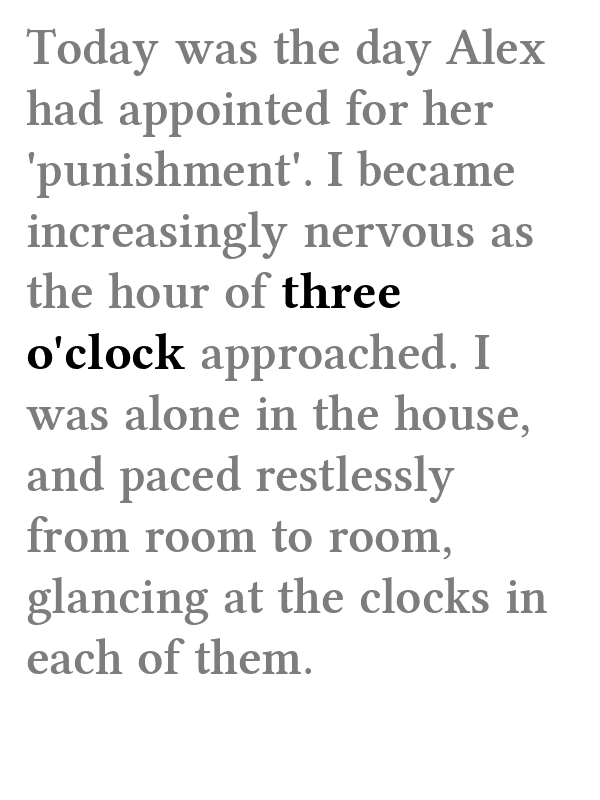 Today was the day Alex
had appointed for her
'punishment'. I became
increasingly nervous as
the hour of three
o'clock approached. I
was alone in the house,
and paced restlessly
from room to room,
glancing at the clocks in
each of them.